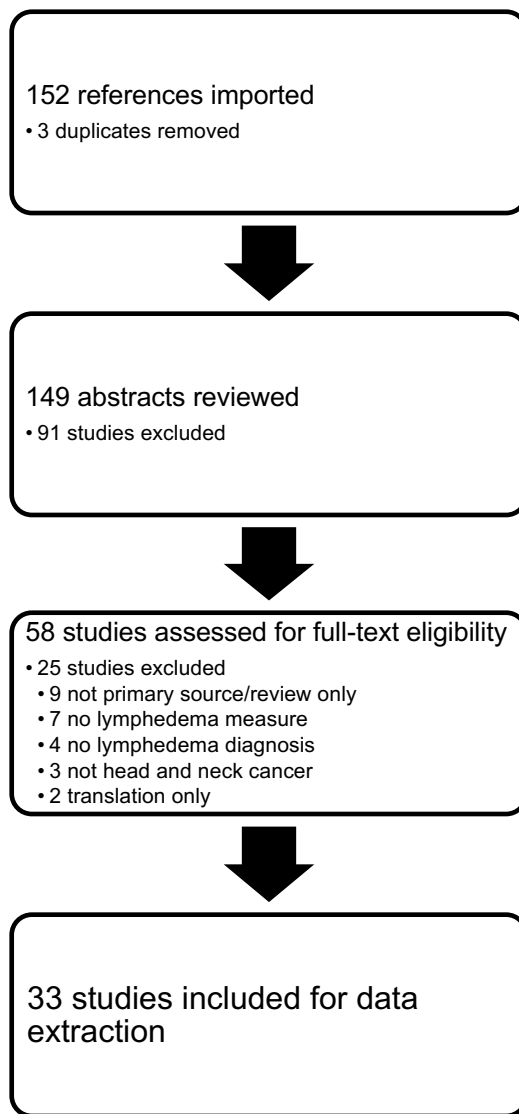 152 references imported
• 3 duplicates removed
149 abstracts reviewed
• 91 studies excluded
58 studies assessed for full-text eligibility
• 25 studies excluded
• 9 not primary source/review only
• 7 no lymphedema measure
• 4 no lymphedema diagnosis
• 3 not head and neck cancer
• 2 translation only
33 studies included for data
extraction